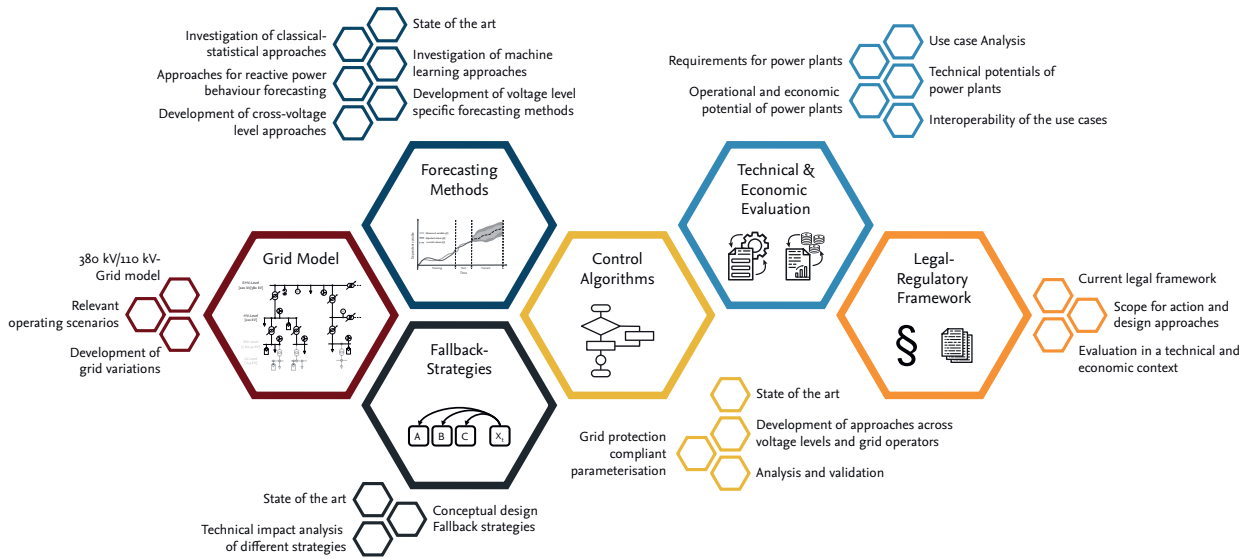 State of the art
Investigation of classical-
statistical approaches
Investigation of machine
learning approaches
Approaches for reactive power
behaviour forecasting
Development of voltage level
specific forecasting methods
Development of cross-voltage
level approaches
Use case Analysis
Requirements for power plants
Technical potentials of
power plants
Operational and economic
potential of power plants
Interoperability of the use cases
Forecasting
Methods
Technical &
Economic
Evaluation
Grid Model
Control
Algorithms
Legal-
Regulatory
Framework
§
380 kV/110 kV-
Grid model
Relevant
operating scenarios
Development of
grid variations
Current legal framework
Scope for action and
design approaches
Evaluation in a technical and
economic context
Fallback-
Strategies
A B C X₁
State of the art
Development of approaches across
voltage levels and grid operators
Grid protection
compliant
parameterisation
Analysis and validation
State of the art
Conceptual design
Fallback strategies
Technical impact analysis
of different strategies